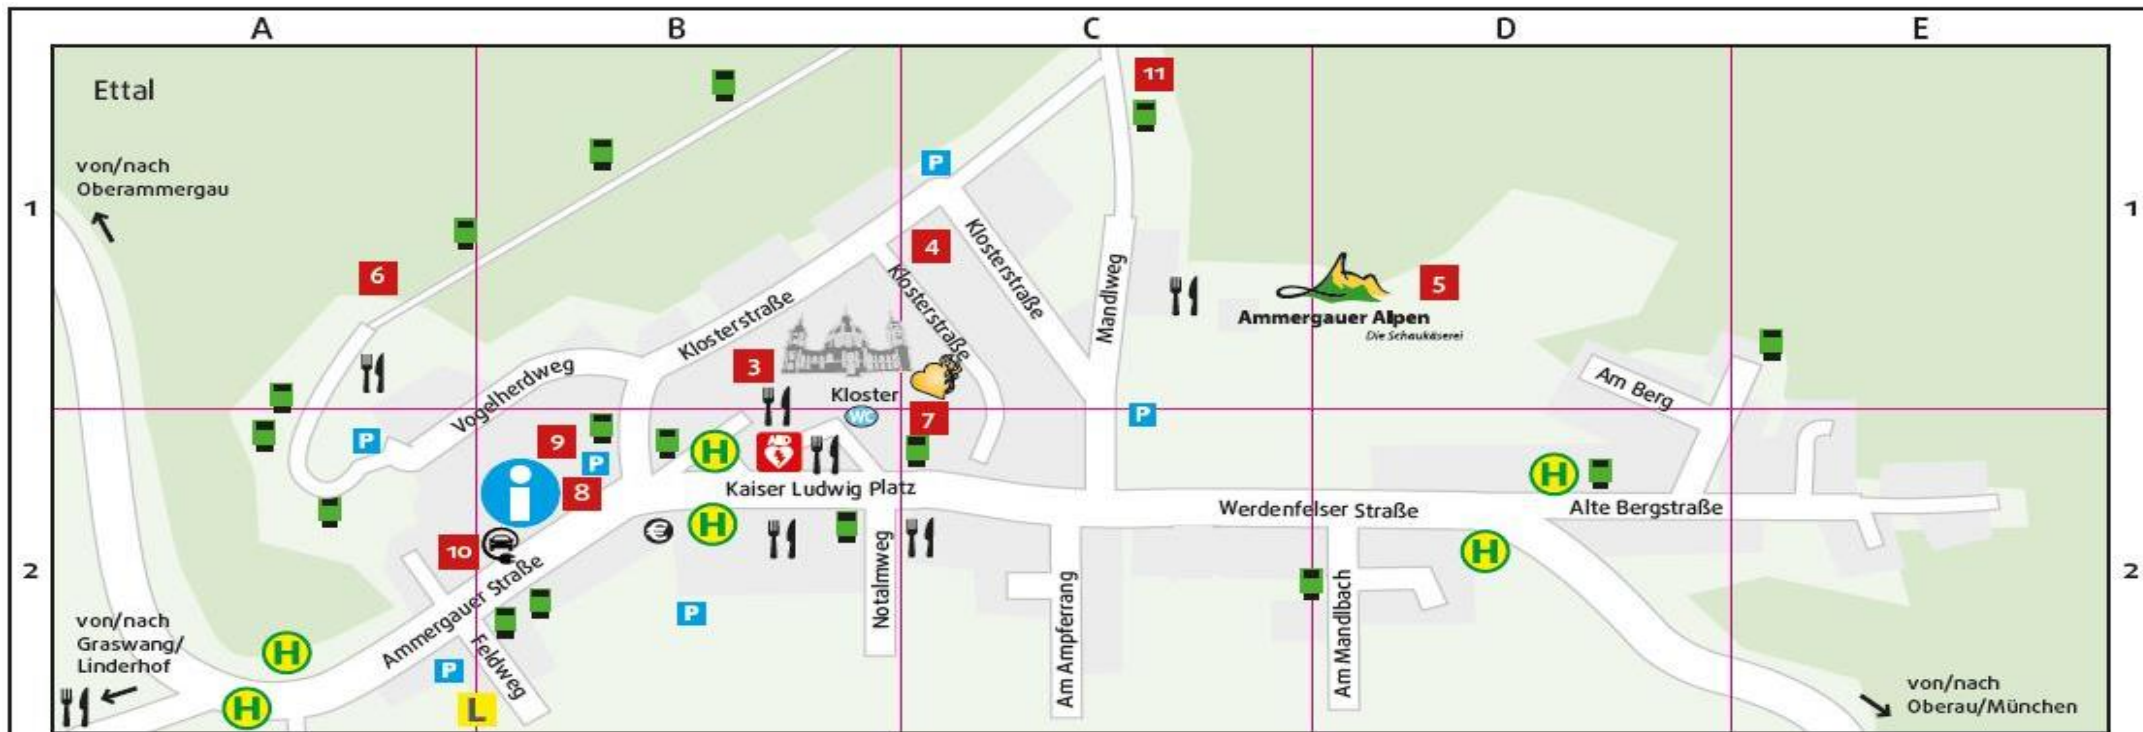 A B C D E
Ettal
11
von/nach
Oberammergau
P
1
1
4
6
Klosterstraße
Klosterstraße
Klosterstraße
Mandlweg
5
Ammergauer Alpen
Die Schaukäserei
3
Kloster
WC
Vogelherdweg
Am Berg
7
P
P
9
P
H
AED
H
8
Kaiser Ludwig Platz
Werdenfelser Straße
Alte Bergstraße
i
€
H
H
10
2
2
Ammergauer Straße
Notalmweg
Am Ampferrang
Am Mandlbach
P
von/nach
Graswang/
Linderhof
H
P
Feldweg
H
L
von/nach
Oberau/München